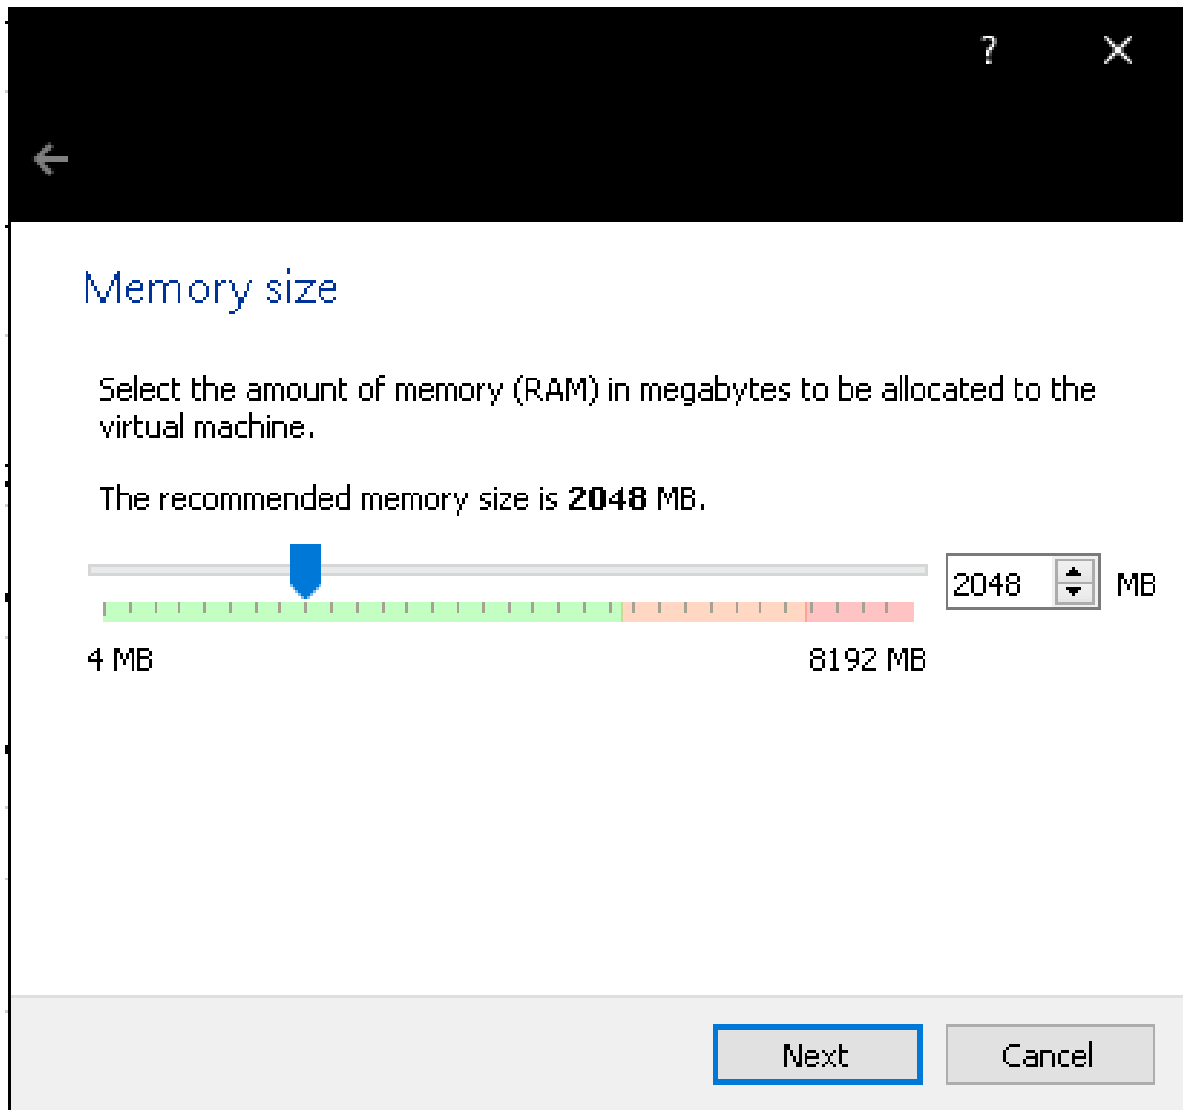 ?
Memory size
Select the amount of memory (RAM) in megabytes to be allocated to the
virtual machine.
The recommended memory size is 2048 MB.
2048 MB
4 MB 8192 MB
Next Cancel